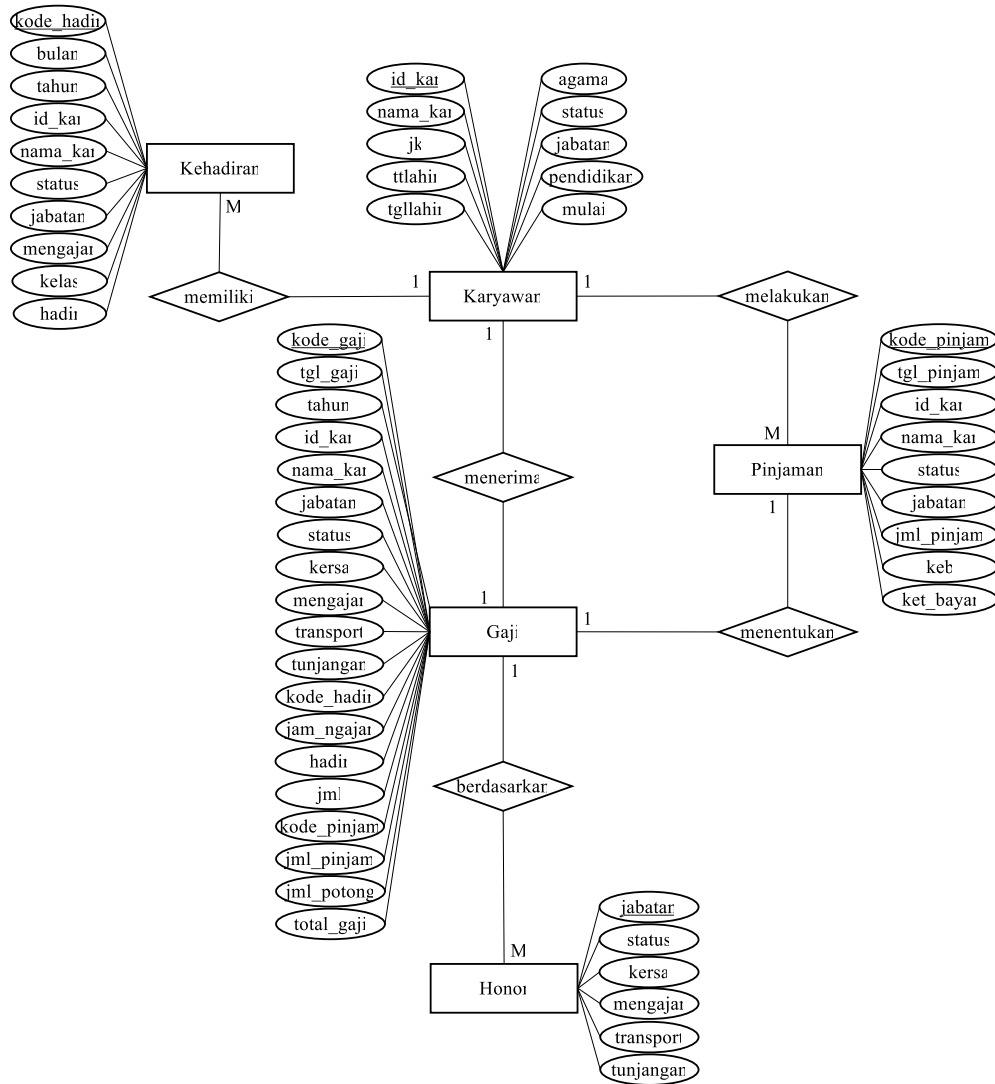 kode_hadir
bulan
tahun
id_kar
nama_kar
status
jabatan
mengajar
kelas
hadir
Kehadiran
M
memiliki
1
id_kar
nama_kar
jk
ttlahir
tgllahir
agama
status
jabatan
pendidikan
mulai
Karyawan
1
1
melakukan
M
kode_pinjam
tgl_pinjam
id_kar
nama_kar
status
jabatan
jml_pinjam
keb
ket_bayar
Pinjaman
1
menentukan
1
menerima
1
kode_gaji
tgl_gaji
tahun
id_kar
nama_kar
jabatan
status
kersa
mengajar
transport
tunjangan
kode_hadir
jam_ngajar
hadir
jml
kode_pinjam
jml_pinjam
jml_potong
total_gaji
Gaji
1
berdasarkan
M
Honor
jabatan
status
kersa
mengajar
transport
tunjangan